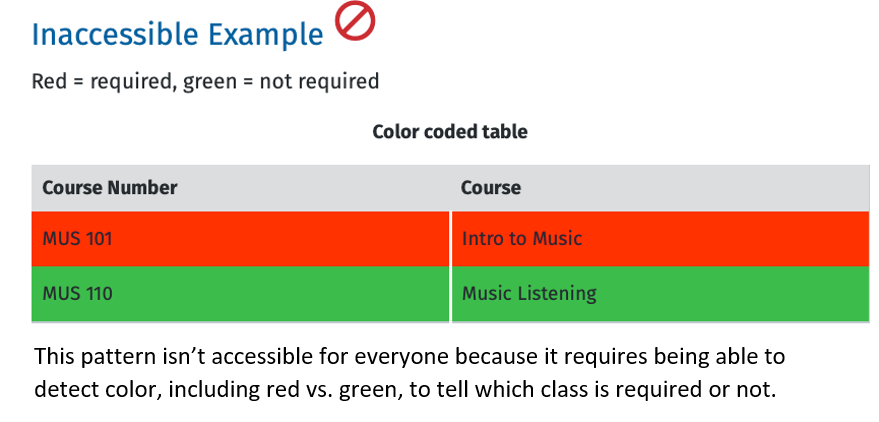 Inaccessible Example
Red = required, green = not required
Color coded table
Course Number Course
MUS 101 Intro to Music
MUS 110 Music Listening
This pattern isn’t accessible for everyone because it requires being able to
detect color, including red vs. green, to tell which class is required or not.